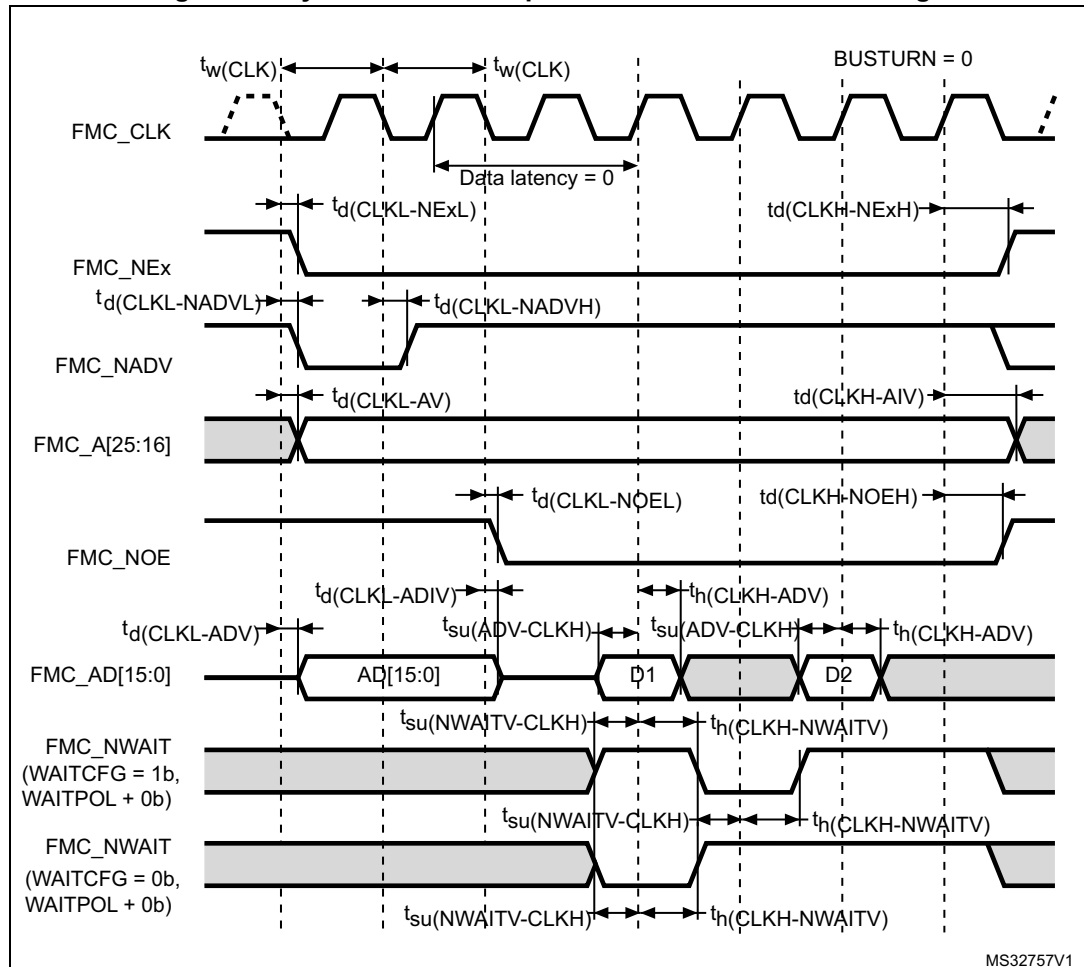 tw(CLK)
tw(CLK)
BUSTURN = 0
FMC_CLK
Data latency = 0
td(CLKL-NExL)
td(CLKH-NExH)
FMC_NEx
td(CLKL-NADVL)
td(CLKL-NADVH)
FMC_NADV
td(CLKL-AV)
td(CLKH-AIV)
FMC_A[25:16]
td(CLKL-NOEL)
td(CLKH-NOEH)
FMC_NOE
td(CLKL-ADIV)
th(CLKH-ADV)
td(CLKL-ADV)
tsu(ADV-CLKH)
tsu(ADV-CLKH)
th(CLKH-ADV)
FMC_AD[15:0]
AD[15:0]
D1
D2
tsu(NWAITV-CLKH)
th(CLKH-NWAITV)
FMC_NWAIT
(WAITCFG = 1b,
WAITPOL + 0b)
tsu(NWAITV-CLKH)
th(CLKH-NWAITV)
FMC_NWAIT
(WAITCFG = 0b,
WAITPOL + 0b)
tsu(NWAITV-CLKH)
th(CLKH-NWAITV)
MS32757V1